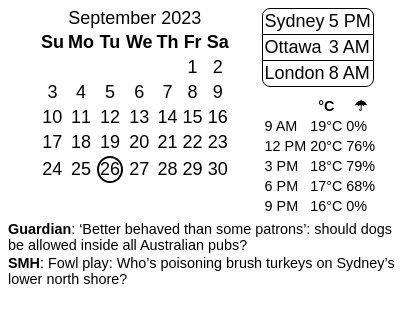 September 2023
Su Mo Tu We Th Fr Sa
1 2
3 4 5 6 7 8 9
10 11 12 13 14 15 16
17 18 19 20 21 22 23
24 25 26 27 28 29 30
Sydney 5 PM
Ottawa 3 AM
London 8 AM
°C ☂
9 AM 19°C 0%
12 PM 20°C 76%
3 PM 18°C 79%
6 PM 17°C 68%
9 PM 16°C 0%
Guardian: ‘Better behaved than some patrons’: should dogs
be allowed inside all Australian pubs?
SMH: Fowl play: Who’s poisoning brush turkeys on Sydney’s
lower north shore?